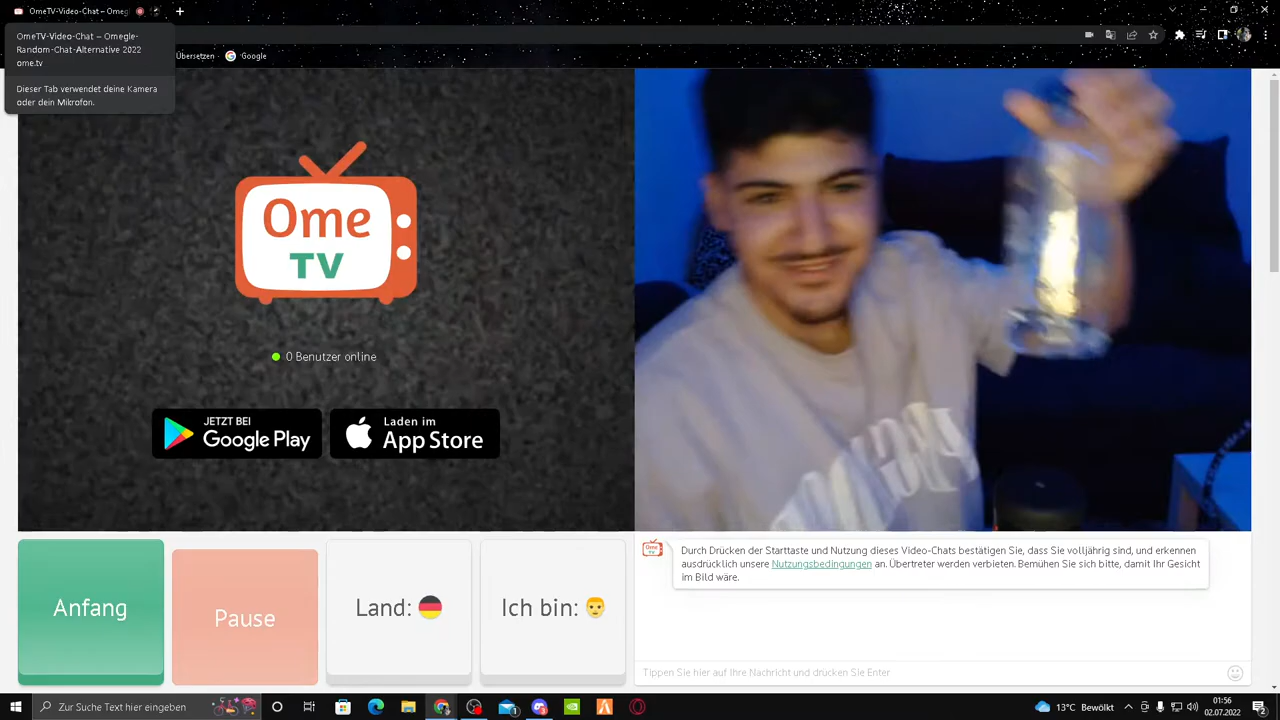 OmeTV-Video-Chat – Omegl
OmeTV-Video-Chat – Omegle-
Random-Chat-Alternative 2022
ome.tv
Dieser Tab verwendet deine Kamera
oder dein Mikrofon.
Übersetzen
Google
Ome
TV
0 Benutzer online
JETZT BEI
Google Play
Laden im
App Store
Anfang
Pause
Land:
Ich bin:
Ome
TV
Durch Drücken der Starttaste und Nutzung dieses Video-Chats bestätigen Sie, dass Sie volljährig sind, und erkennen
ausdrücklich unsere Nutzungsbedingungen an. Übertreter werden verbieten. Bemühen Sie sich bitte, damit Ihr Gesicht
im Bild wäre.
Tippen Sie hier auf Ihre Nachricht und drücken Sie Enter
Zur Suche Text hier eingeben
1
13°C Bewölkt
01:56
02.07.2022
2